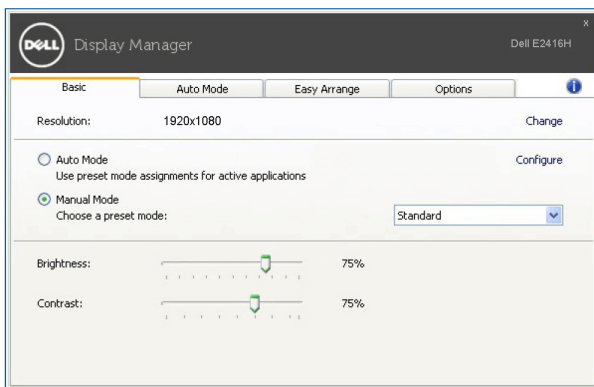 x
DELL Display Manager Dell E2416H
Basic Auto Mode Easy Arrange Options i
Resolution: 1920x1080 Change
Auto Mode Configure
Use preset mode assignments for active applications
Manual Mode
Choose a preset mode: Standard
Brightness: 75%
Contrast: 75%